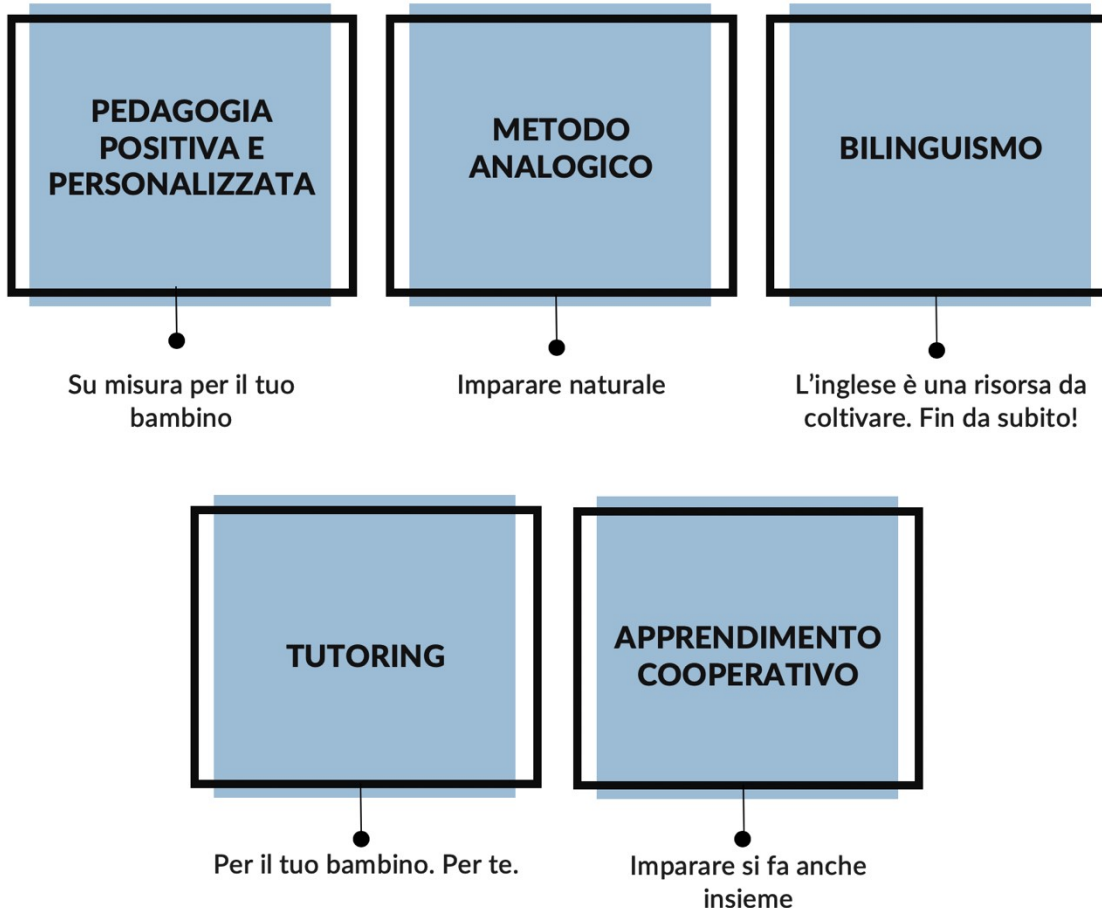 PEDAGOGIA
POSITIVA E
PERSONALIZZATA
Su misura per il tuo
bambino
METODO
ANALOGICO
Imparare naturale
BILINGUISMO
L'inglese è una risorsa da
coltivare. Fin da subito!
TUTORING
Per il tuo bambino. Per te.
APPRENDIMENTO
COOPERATIVO
Imparare si fa anche
insieme